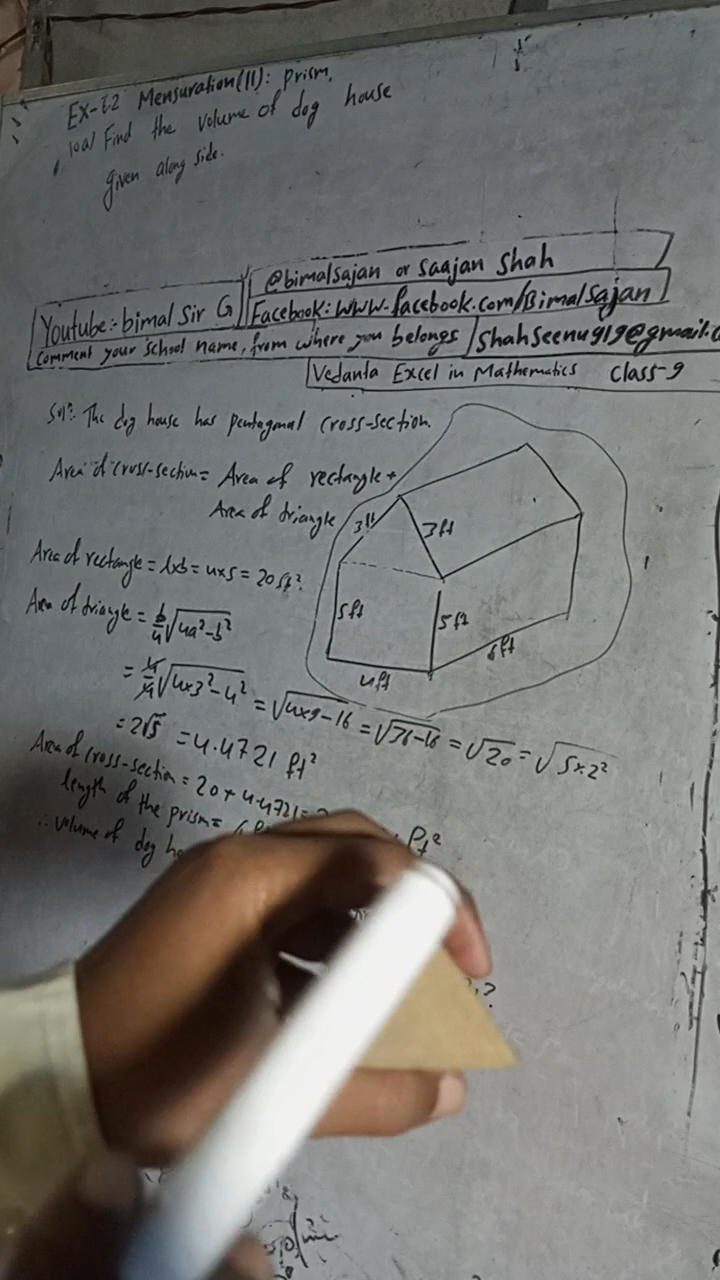 Ex-6.2 Mensuration(II): Prism.
10a) Find the volume of dog house
given along side.
@bimalsajan or Saajan Shah
Youtube:- bimal Sir G
Facebook: www.facebook.com/Bimalsajan
Comment your school name, from where you belongs
Shahseenu919@gmail.c
Vedanta Excel in Mathematics Class-9
Solⁿ: The dog house has pentagonal cross-section.
Area of cross-section = Area of rectangle +
Area of triangle
3ft
3ft
Area of rectangle = l×b = 4×5 = 20 ft².
Area of triangle = b/4 √4a²-b²
5ft
5ft
6ft
4ft
= 4/4 √4×3²-4² = √4×9-16 = √36-16 = √20 = √5×2²
= 2√5 = 4.4721 ft²
Area of cross-section = 20 + 4.4721 =
ft²
length of the prism =
∴ volume of dog
?